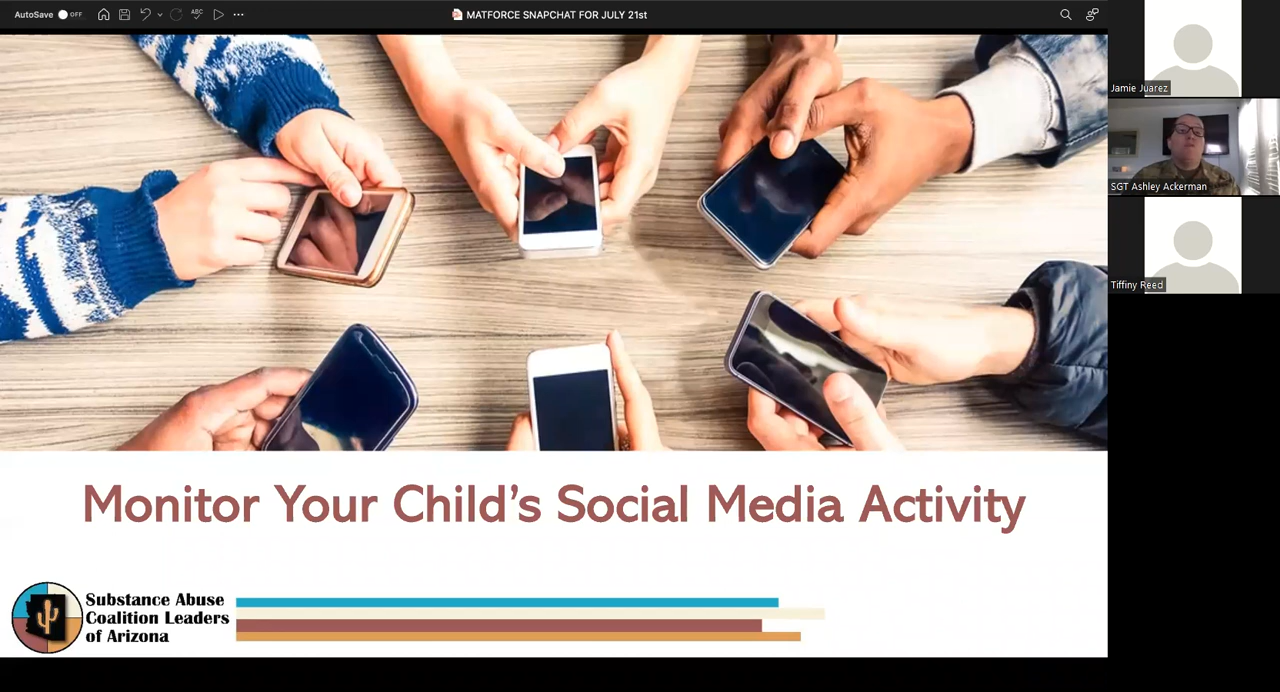 AutoSave OFF
ABC
MATFORCE SNAPCHAT FOR JULY 21st
Jamie Juarez
SGT Ashley Ackerman
Tiffiny Reed
Monitor Your Child's Social Media Activity
Substance Abuse
Coalition Leaders
of Arizona